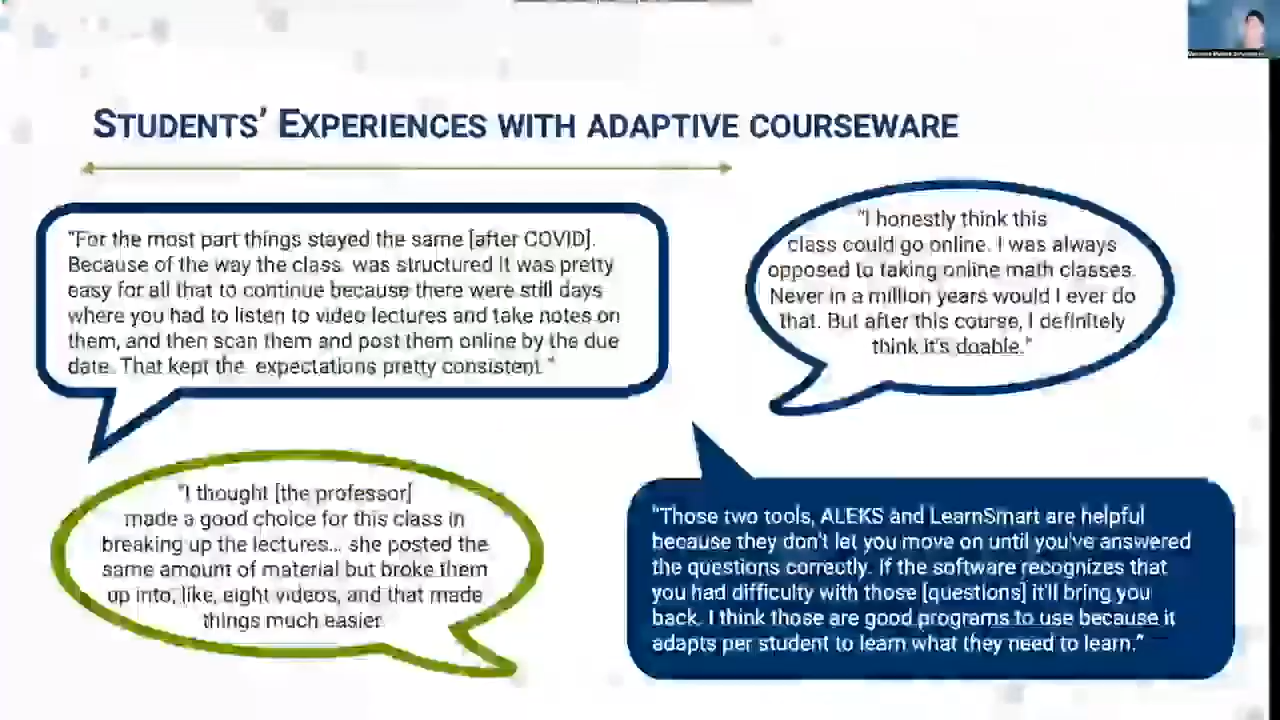 STUDENTS' EXPERIENCES WITH ADAPTIVE COURSEWARE
"For the most part things stayed the same [after COVID].
Because of the way the class was structured it was pretty
easy for all that to continue because there were still days
where you had to listen to video lectures and take notes on
them, and then scan them and post them online by the due
date. That kept the expectations pretty consistent."
"I honestly think this
class could go online. I was always
opposed to taking online math classes.
Never in a million years would I ever do
that. But after this course, I definitely
think it's doable."
"I thought [the professor]
made a good choice for this class in
breaking up the lectures... she posted the
same amount of material but broke them
up into, like, eight videos, and that made
things much easier
"Those two tools, ALEKS and LearnSmart are helpful
because they don't let you move on until you've answered
the questions correctly. If the software recognizes that
you had difficulty with those [questions] it'll bring you
back. I think those are good programs to use because it
adapts per student to learn what they need to learn."